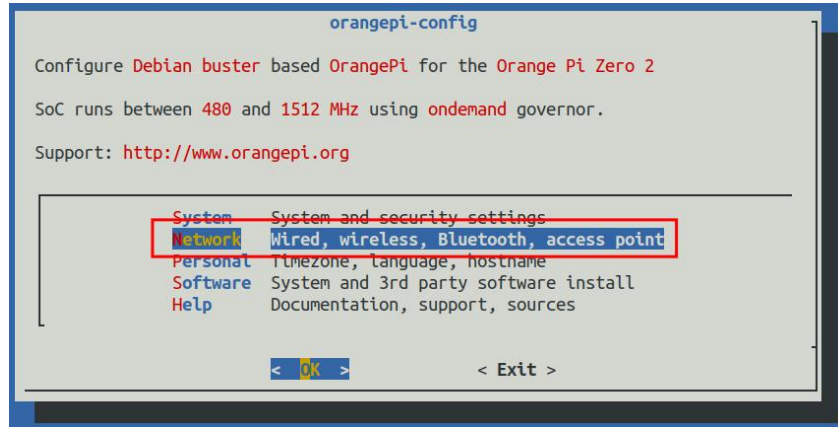 orangepi-config
Configure Debian buster based OrangePi for the Orange Pi Zero 2
SoC runs between 480 and 1512 MHz using ondemand governor.
Support: http://www.orangepi.org
System System and security settings
Network Wired, wireless, Bluetooth, access point
Personal Timezone, language, hostname
Software System and 3rd party software install
Help Documentation, support, sources
< OK > < Exit >